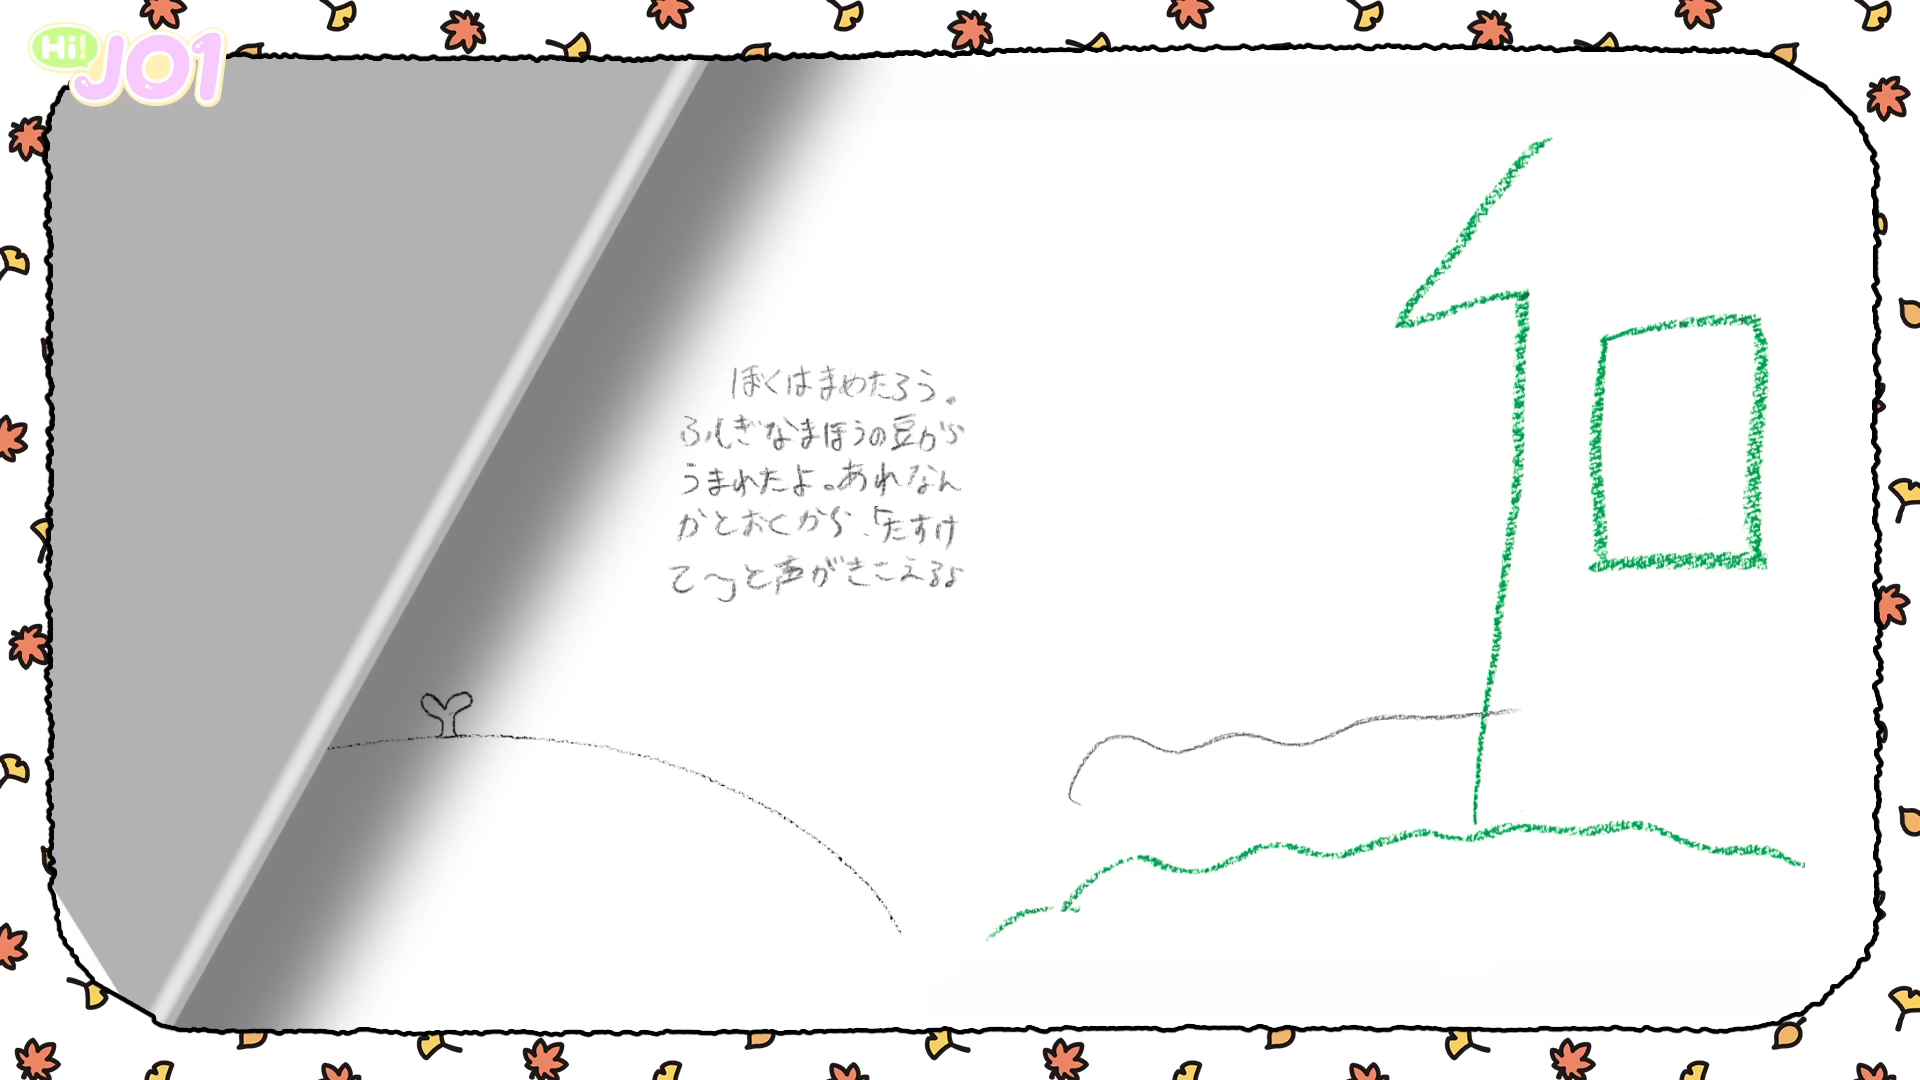 Hi!
JO1
ぼくはまめたろう。
ふしぎなまほうの豆から
うまれたよ。あれなん
かとおくから、「たすけ
て〜」と声がきこえるよ